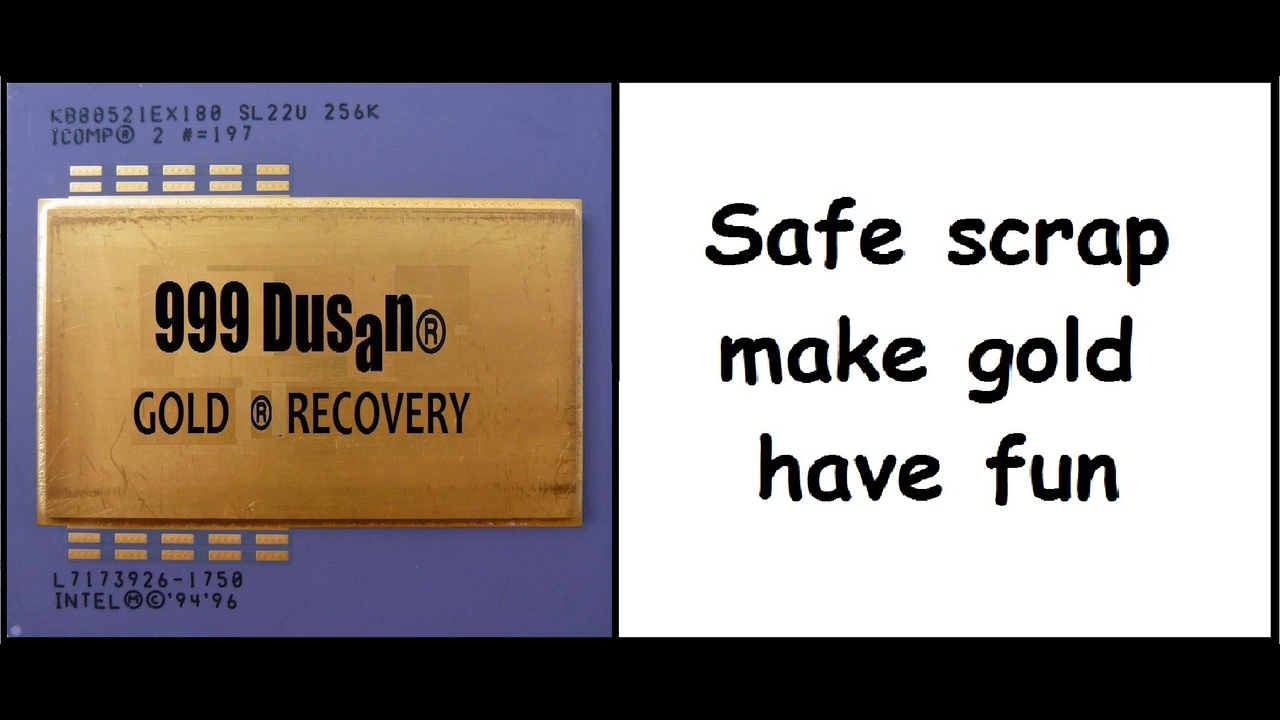 KB80521EX180 SL22U 256K
ICOMP® 2 #=197
999 Dusan®
GOLD ® RECOVERY
L7173926-1750
INTELⓂ©'94'96
Safe scrap
make gold
have fun